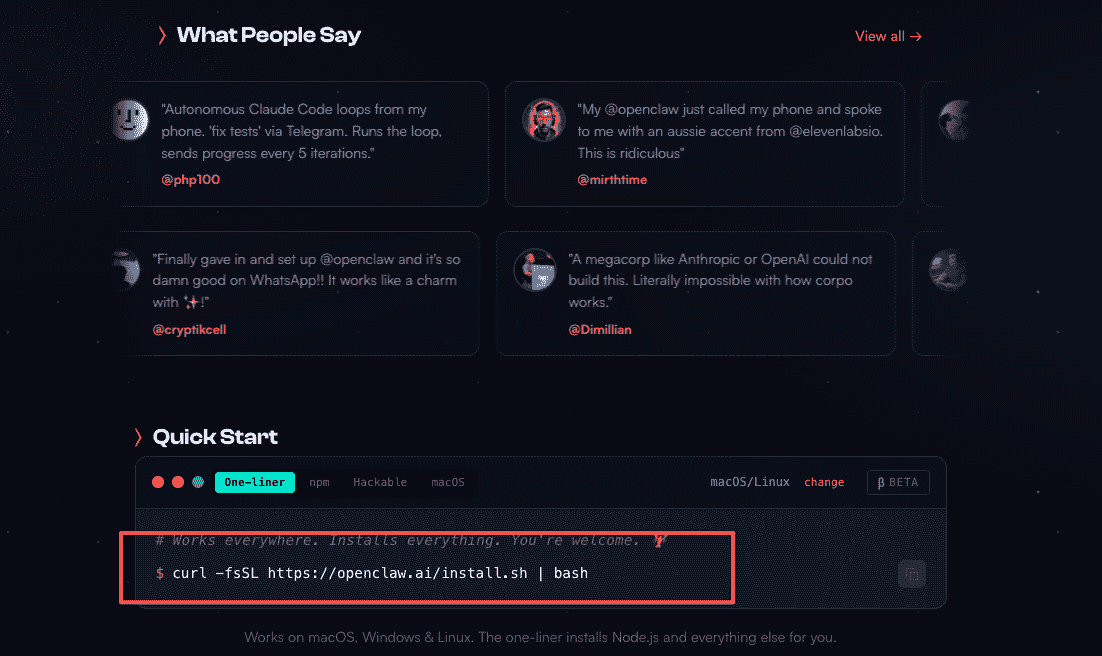 What People Say
View all →
"Autonomous Claude Code loops from my
phone. 'fix tests' via Telegram. Runs the loop,
sends progress every 5 iterations."
@php100
"My @openclaw just called my phone and spoke
to me with an aussie accent from @elevenlabsio.
This is ridiculous"
@mirthtime
"Finally gave in and set up @openclaw and it's so
damn good on WhatsApp!! It works like a charm
with ✨!"
@cryptikcell
"A megacorp like Anthropic or OpenAI could not
build this. Literally impossible with how corpo
works."
@Dimillian
Quick Start
One-liner npm Hackable macOS macOS/Linux change β BETA
# Works everywhere. Installs everything. You're welcome. 🦞
$ curl -fsSL https://openclaw.ai/install.sh | bash
Works on macOS, Windows & Linux. The one-liner installs Node.js and everything else for you.